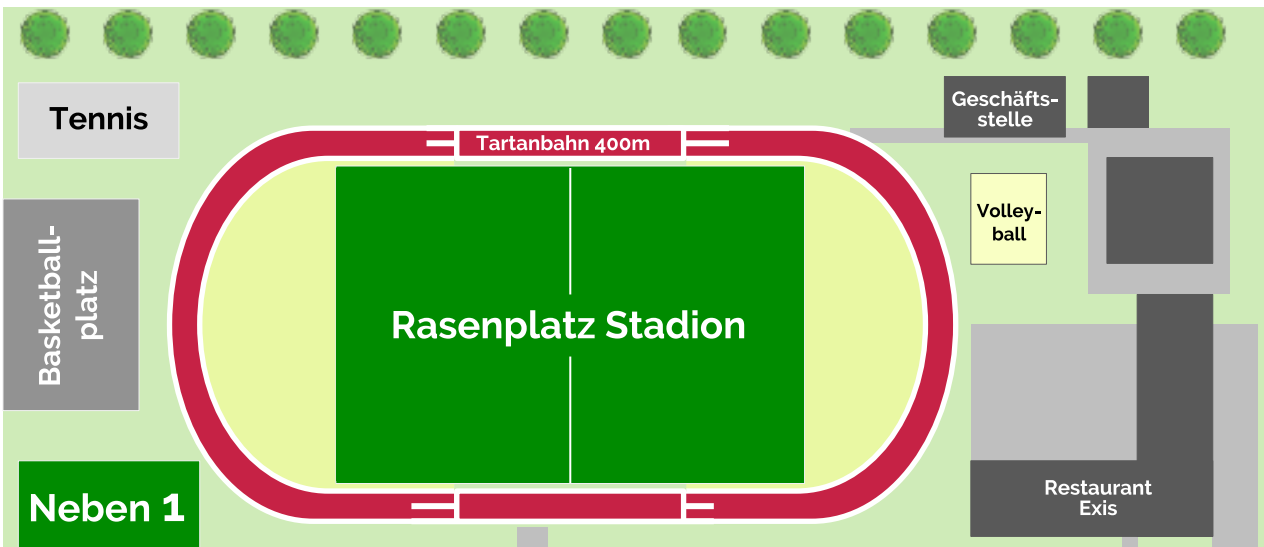 Tennis
Geschäfts-
stelle
Tartanbahn 400m
Volley-
ball
Basketball-
platz
Rasenplatz Stadion
Neben 1
Restaurant
Exis